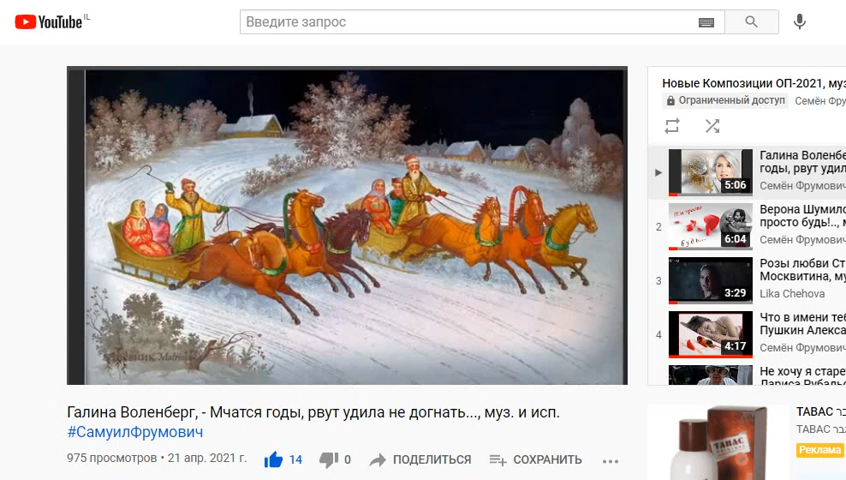 YouTube IL
Введите запрос
Новые Композиции ОП-2021, муз
Ограниченный доступ Семён Фру
Галина Воленбе
годы, рвут удил
Семён Фрумович
5:06
2
Верона Шумило
просто будь!..., м
Семён Фрумович
6:04
3
Розы любви Ст
Москвитина, му
Lika Chehova
3:29
4
Что в имени теб
Пушкин Алекса
Семён Фрумович
4:17
Не хочу я старе
Лариса Рубаль
Галина Воленберг, - Мчатся годы, рвут удила не догнать..., муз. и исп.
#СамуилФрумович
975 просмотров • 21 апр. 2021 г.
14
0
ПОДЕЛИТЬСЯ
СОХРАНИТЬ
TABAC
TABAC
Реклама
TABAC